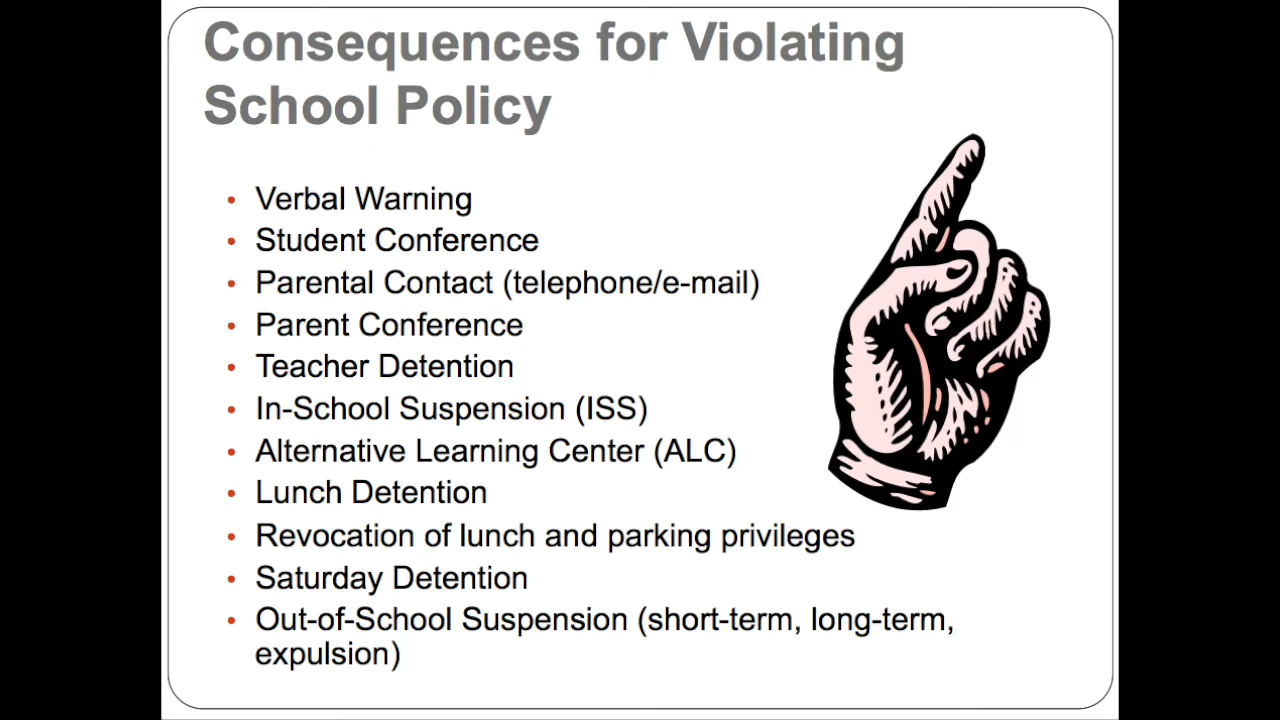 Consequences for Violating
School Policy
• Verbal Warning
• Student Conference
• Parental Contact (telephone/e-mail)
• Parent Conference
• Teacher Detention
• In-School Suspension (ISS)
• Alternative Learning Center (ALC)
• Lunch Detention
• Revocation of lunch and parking privileges
• Saturday Detention
• Out-of-School Suspension (short-term, long-term,
expulsion)